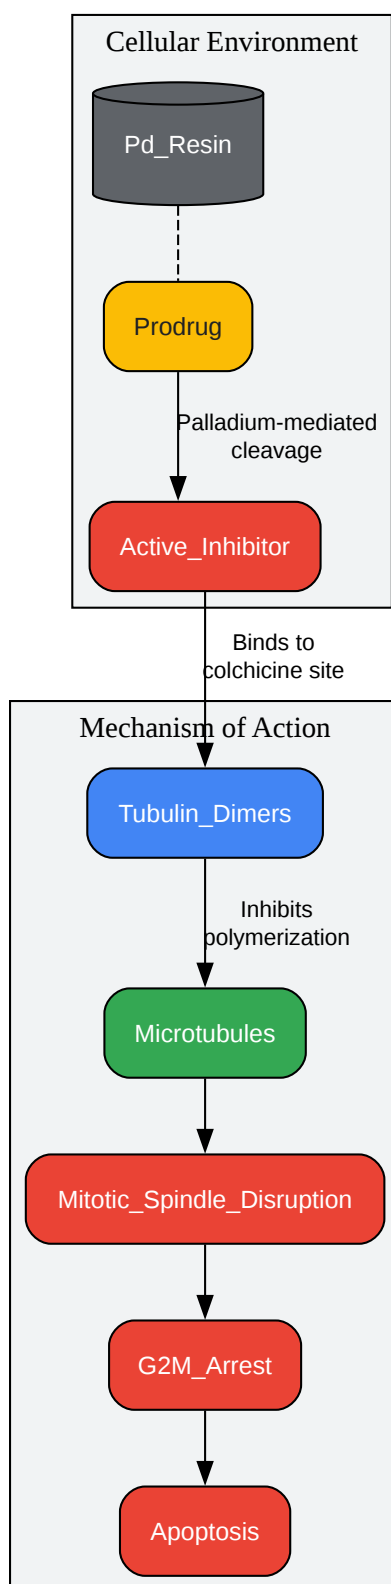 Cellular Environment
Pd_Resin
Prodrug
Palladium-mediated
cleavage
Active_Inhibitor
Binds to
colchicine site
Mechanism of Action
Tubulin_Dimers
Inhibits
polymerization
Microtubules
Mitotic_Spindle_Disruption
G2M_Arrest
Apoptosis